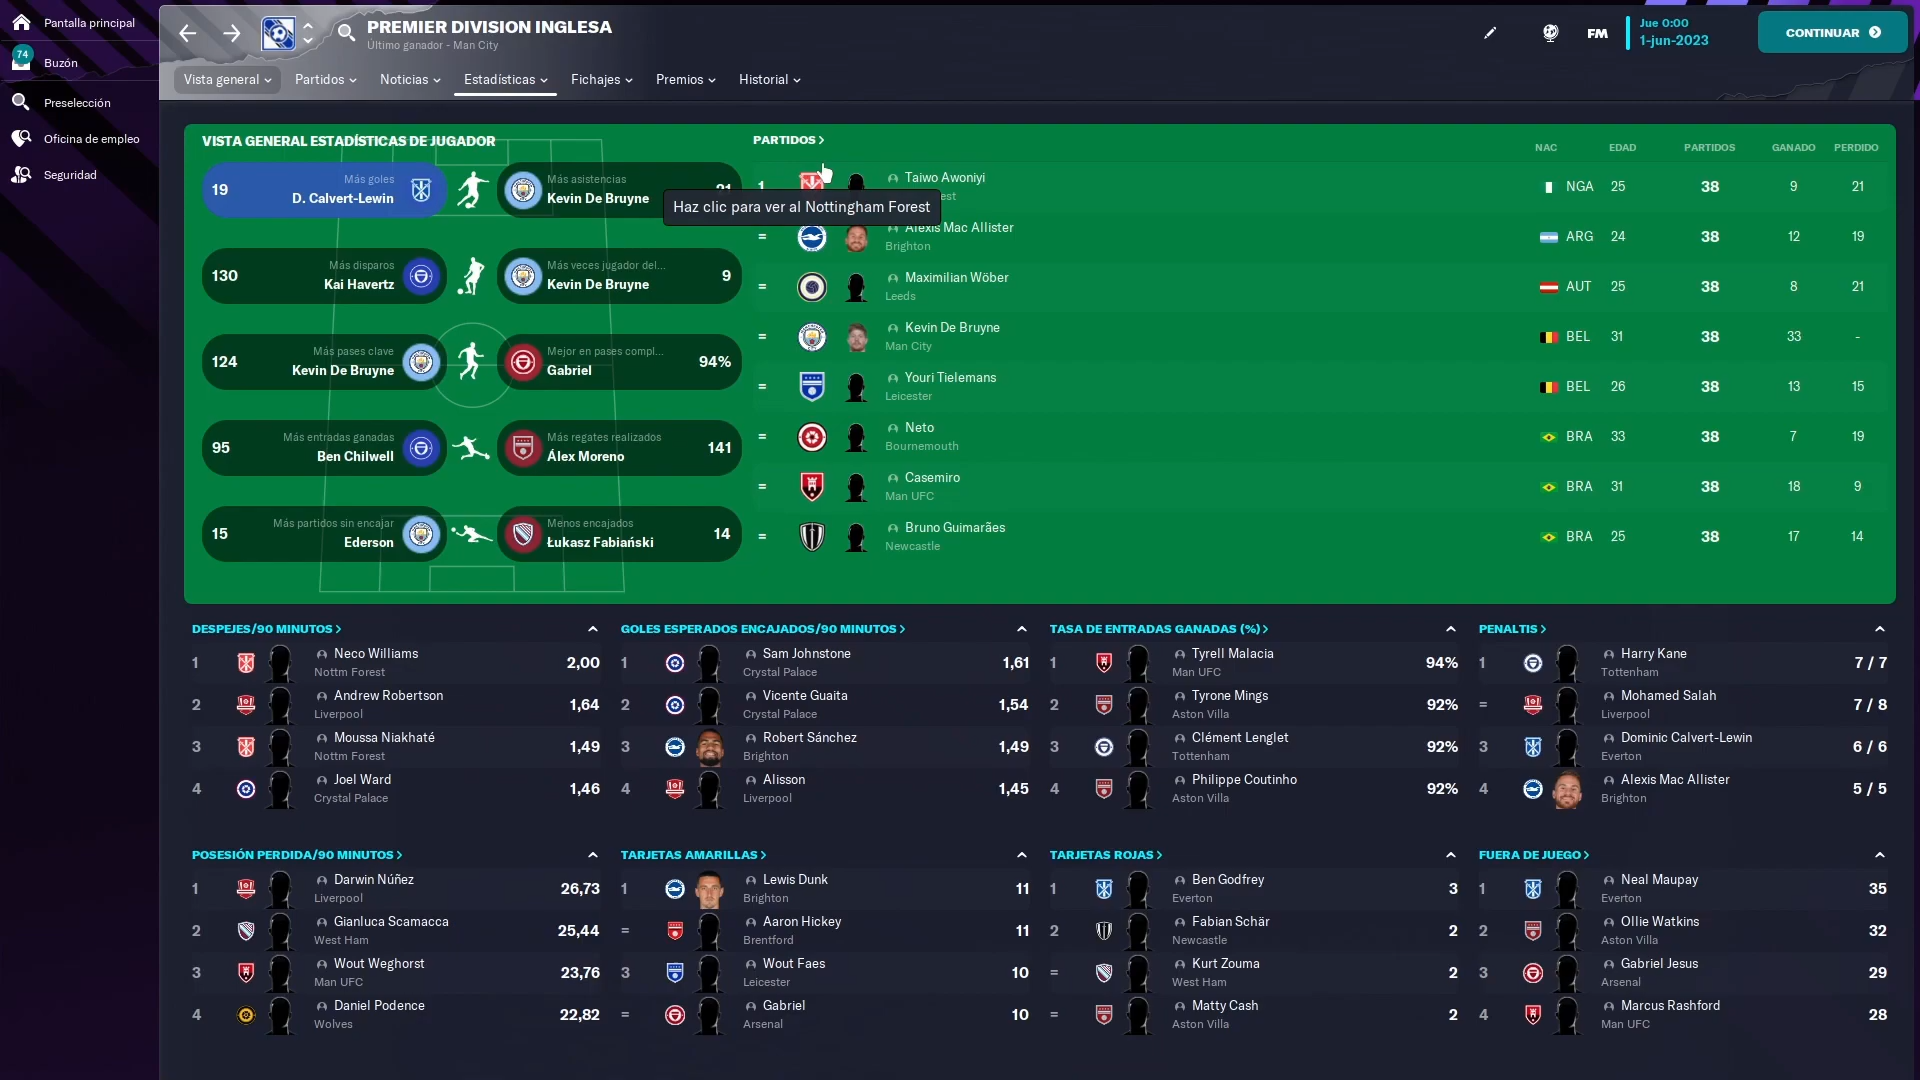 Pantalla principal
74
Buzón
Preselección
Oficina de empleo
Seguridad
PREMIER DIVISION INGLESA
Último ganador - Man City
FM
Jue 0:00
1-jun-2023
CONTINUAR
Vista general
Partidos
Noticias
Estadísticas
Fichajes
Premios
Historial
VISTA GENERAL ESTADÍSTICAS DE JUGADOR
19 Más goles
D. Calvert-Lewin
Más asistencias
Kevin De Bruyne 21
130 Más disparos
Kai Havertz
Más veces jugador del...
Kevin De Bruyne 9
124 Más pases clave
Kevin De Bruyne
Mejor en pases compl...
Gabriel 94%
95 Más entradas ganadas
Ben Chilwell
Más regates realizados
Álex Moreno 141
15 Más partidos sin encajar
Ederson
Menos encajados
Łukasz Fabiański 14
PARTIDOS NAC EDAD PARTIDOS GANADO PERDIDO
1 Taiwo Awoniyi NGA 25 38 9 21
Haz clic para ver al Nottingham Forest
= Alexis Mac Allister ARG 24 38 12 19
Brighton
= Maximilian Wöber AUT 25 38 8 21
Leeds
= Kevin De Bruyne BEL 31 38 33 -
Man City
= Youri Tielemans BEL 26 38 13 15
Leicester
= Neto BRA 33 38 7 19
Bournemouth
= Casemiro BRA 31 38 18 9
Man UFC
= Bruno Guimarães BRA 25 38 17 14
Newcastle
DESPEJES/90 MINUTOS
1 Neco Williams 2,00
Nottm Forest
2 Andrew Robertson 1,64
Liverpool
3 Moussa Niakhaté 1,49
Nottm Forest
4 Joel Ward 1,46
Crystal Palace
GOLES ESPERADOS ENCAJADOS/90 MINUTOS
1 Sam Johnstone 1,61
Crystal Palace
2 Vicente Guaita 1,54
Crystal Palace
3 Robert Sánchez 1,49
Brighton
4 Alisson 1,45
Liverpool
TASA DE ENTRADAS GANADAS (%)
1 Tyrell Malacia 94%
Man UFC
2 Tyrone Mings 92%
Aston Villa
3 Clément Lenglet 92%
Tottenham
4 Philippe Coutinho 92%
Aston Villa
PENALTIS
1 Harry Kane 7 / 7
Tottenham
= Mohamed Salah 7 / 8
Liverpool
3 Dominic Calvert-Lewin 6 / 6
Everton
4 Alexis Mac Allister 5 / 5
Brighton
POSESIÓN PERDIDA/90 MINUTOS
1 Darwin Núñez 26,73
Liverpool
2 Gianluca Scamacca 25,44
West Ham
3 Wout Weghorst 23,76
Man UFC
4 Daniel Podence 22,82
Wolves
TARJETAS AMARILLAS
1 Lewis Dunk 11
Brighton
= Aaron Hickey 11
Brentford
3 Wout Faes 10
Leicester
= Gabriel 10
Arsenal
TARJETAS ROJAS
1 Ben Godfrey 3
Everton
2 Fabian Schär 2
Newcastle
= Kurt Zouma 2
West Ham
= Matty Cash 2
Aston Villa
FUERA DE JUEGO
1 Neal Maupay 35
Everton
2 Ollie Watkins 32
Aston Villa
3 Gabriel Jesus 29
Arsenal
4 Marcus Rashford 28
Man UFC